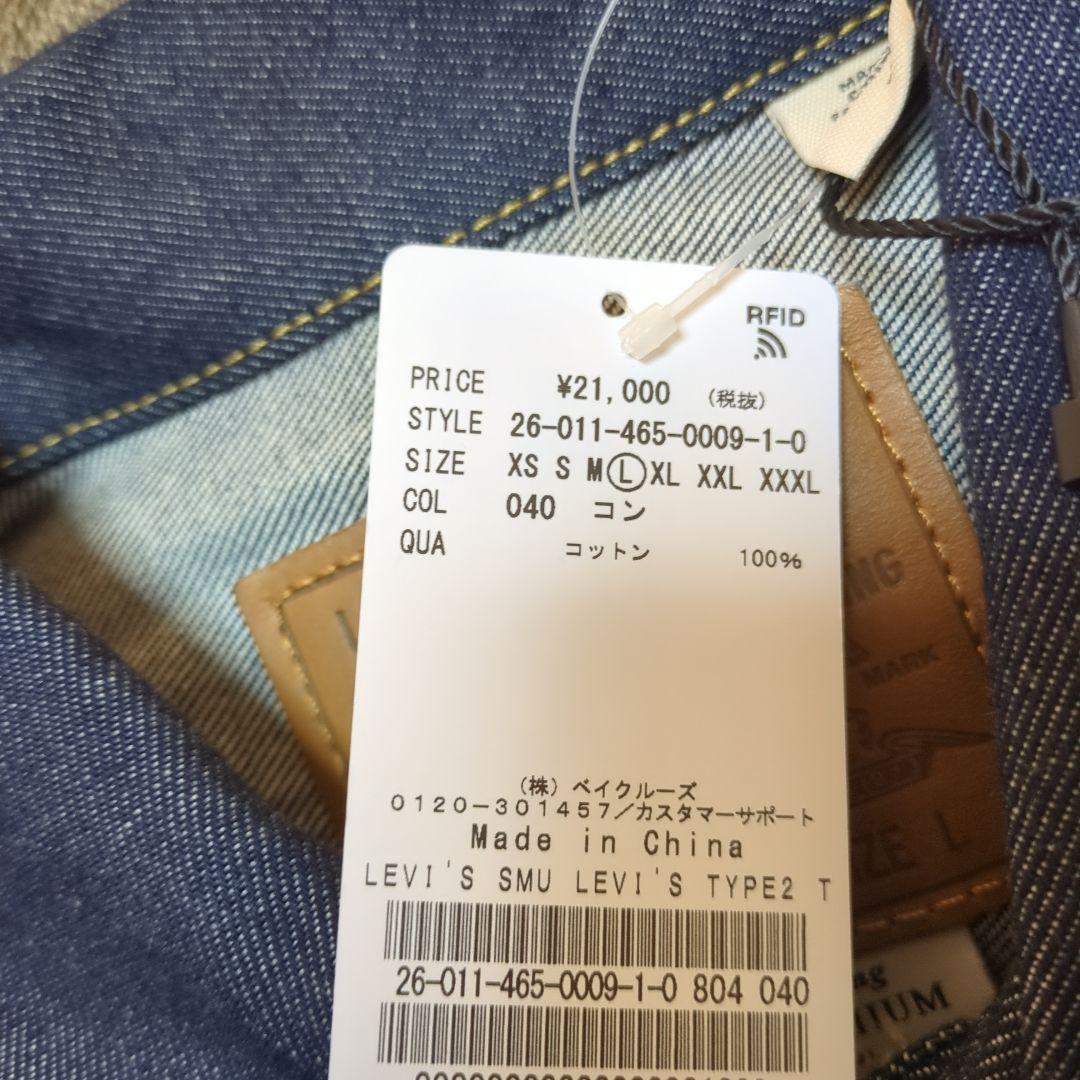 RFID
PRICE ¥21,000 (税抜)
STYLE 26-011-465-0009-1-0
SIZE XS S M L XL XXL XXXL
COL 040 コン
QUA コットン 100%
(株) ベイクルーズ
0120-301457/カスタマーサポート
Made in China
LEVI'S SMU LEVI'S TYPE2 T
26-011-465-0009-1-0 804 040
MARK
L